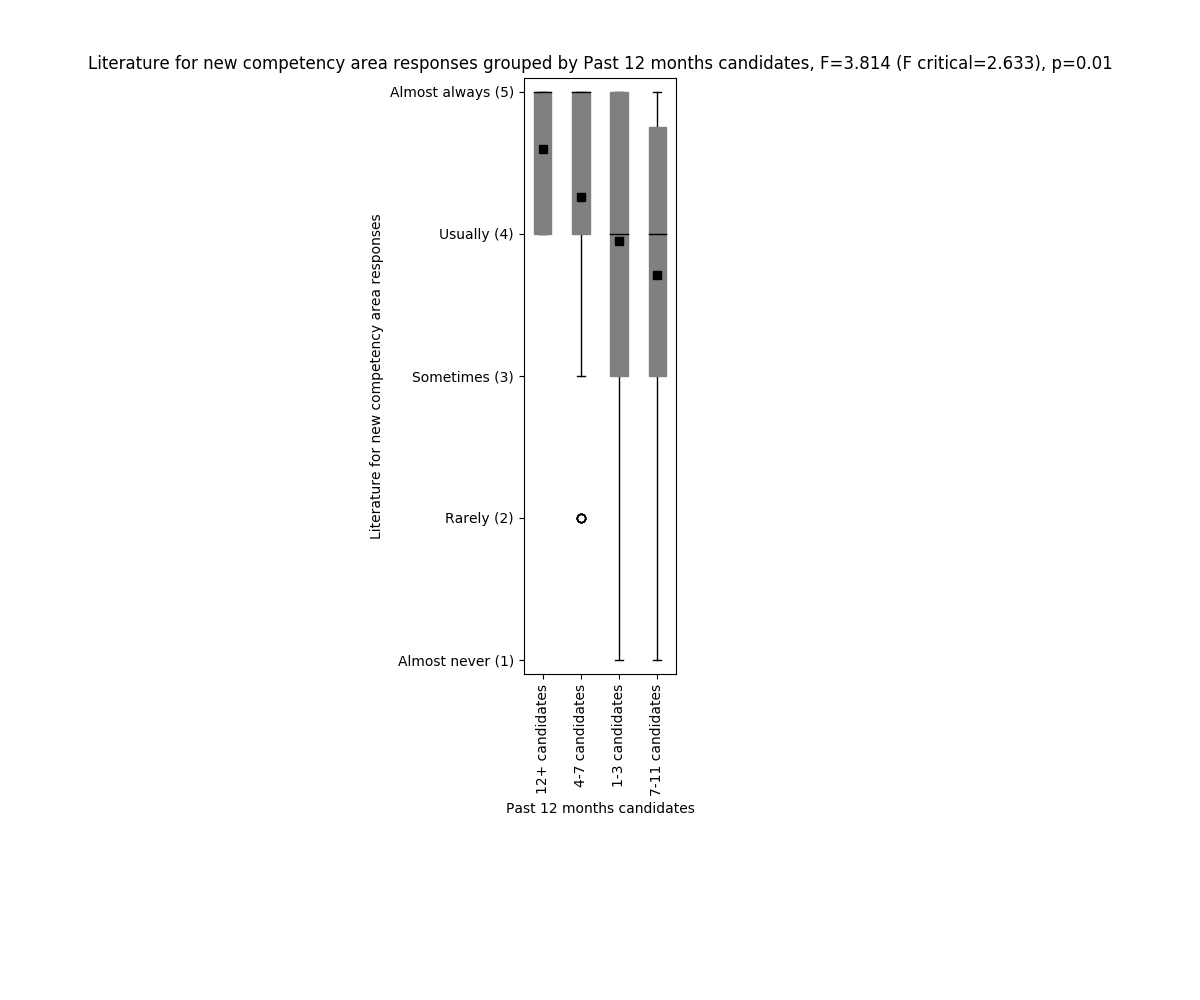 Literature for new competency area responses grouped by Past 12 months candidates, F=3.814 (F critical=2.633), p=0.01
Almost always (5)
Usually (4)
Sometimes (3)
Rarely (2)
Almost never (1)
Literature for new competency area responses
12+ candidates
4-7 candidates
1-3 candidates
7-11 candidates
Past 12 months candidates